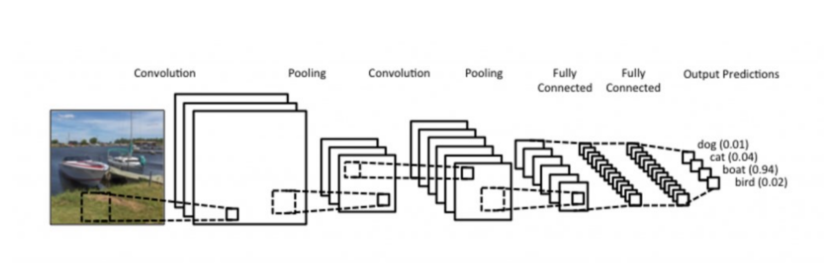 Convolution
Pooling
Convolution
Pooling
Fully
Connected
Fully
Connected
Output Predictions
dog (0.01)
cat (0.04)
boat (0.94)
bird (0.02)